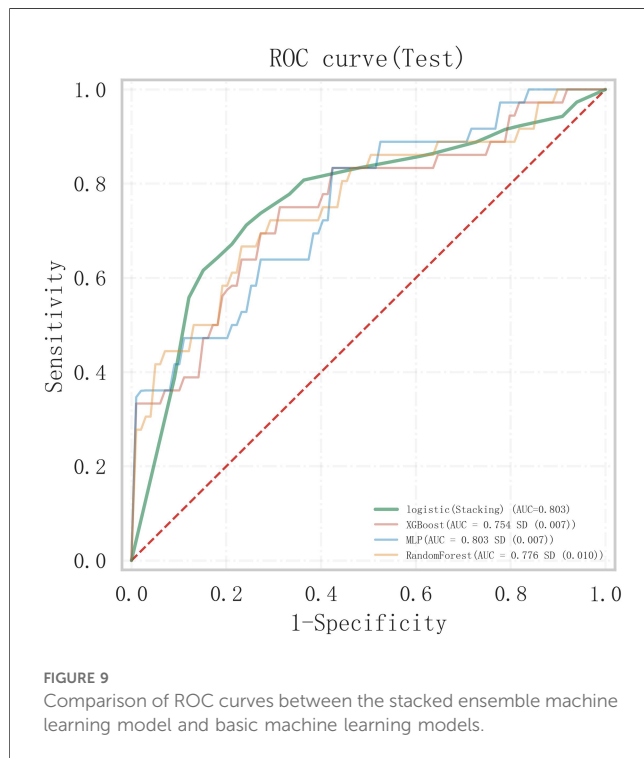 ROC curve(Test)
1.0
0.8
0.6
0.4
0.2
0.0
Sensitivity
logistic(Stacking) (AUC=0.803)
XGBoost(AUC = 0.754 SD (0.007))
MLP(AUC = 0.803 SD (0.007))
RandomForest(AUC = 0.776 SD (0.010))
0.0 0.2 0.4 0.6 0.8 1.0
1-Specificity
FIGURE 9
Comparison of ROC curves between the stacked ensemble machine
learning model and basic machine learning models.